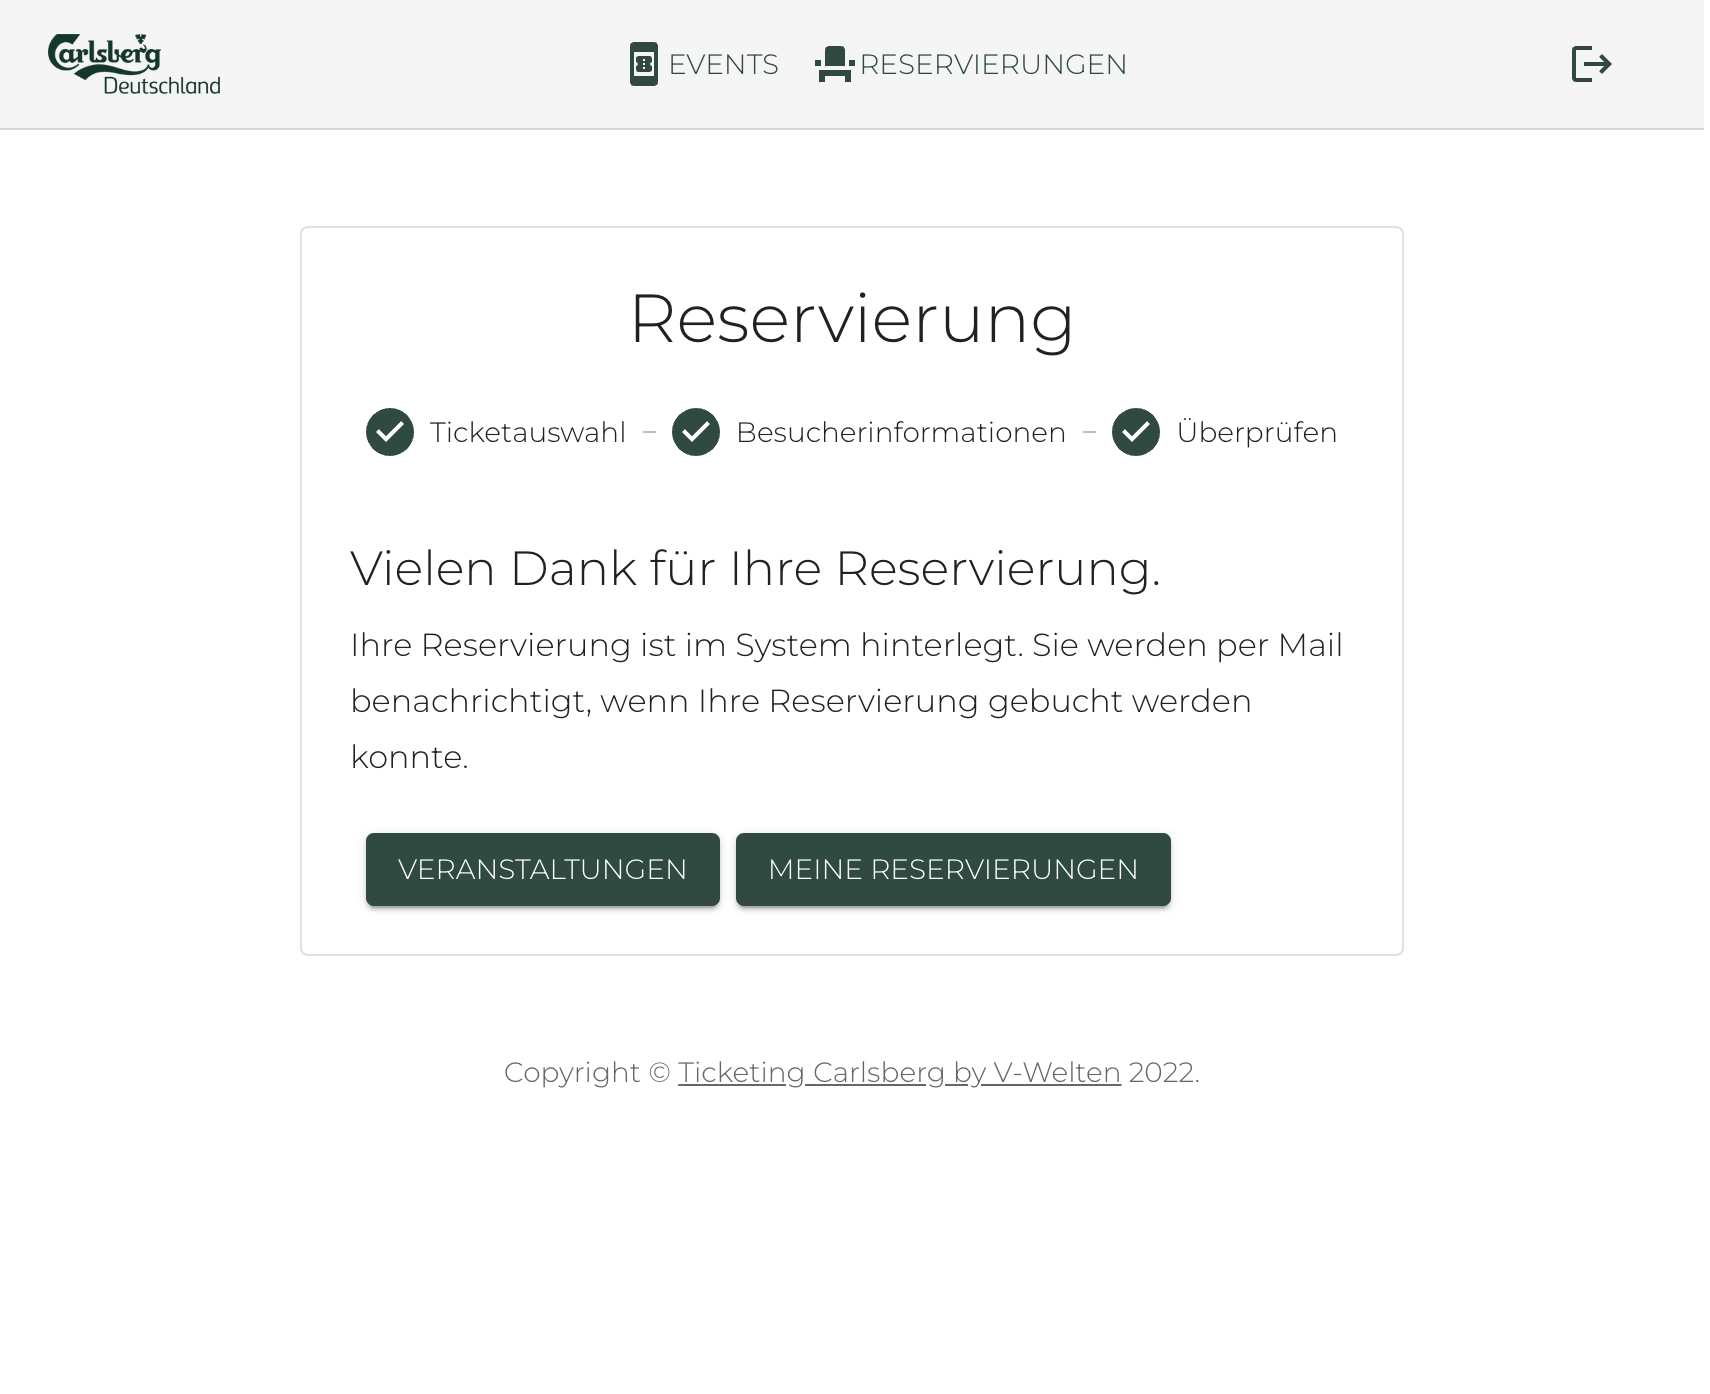 Carlsberg
Deutschland
EVENTS RESERVIERUNGEN
Reservierung
Ticketauswahl – Besucherinformationen – Überprüfen
Vielen Dank für Ihre Reservierung.
Ihre Reservierung ist im System hinterlegt. Sie werden per Mail
benachrichtigt, wenn Ihre Reservierung gebucht werden
konnte.
VERANSTALTUNGEN MEINE RESERVIERUNGEN
Copyright © Ticketing Carlsberg by V-Welten 2022.